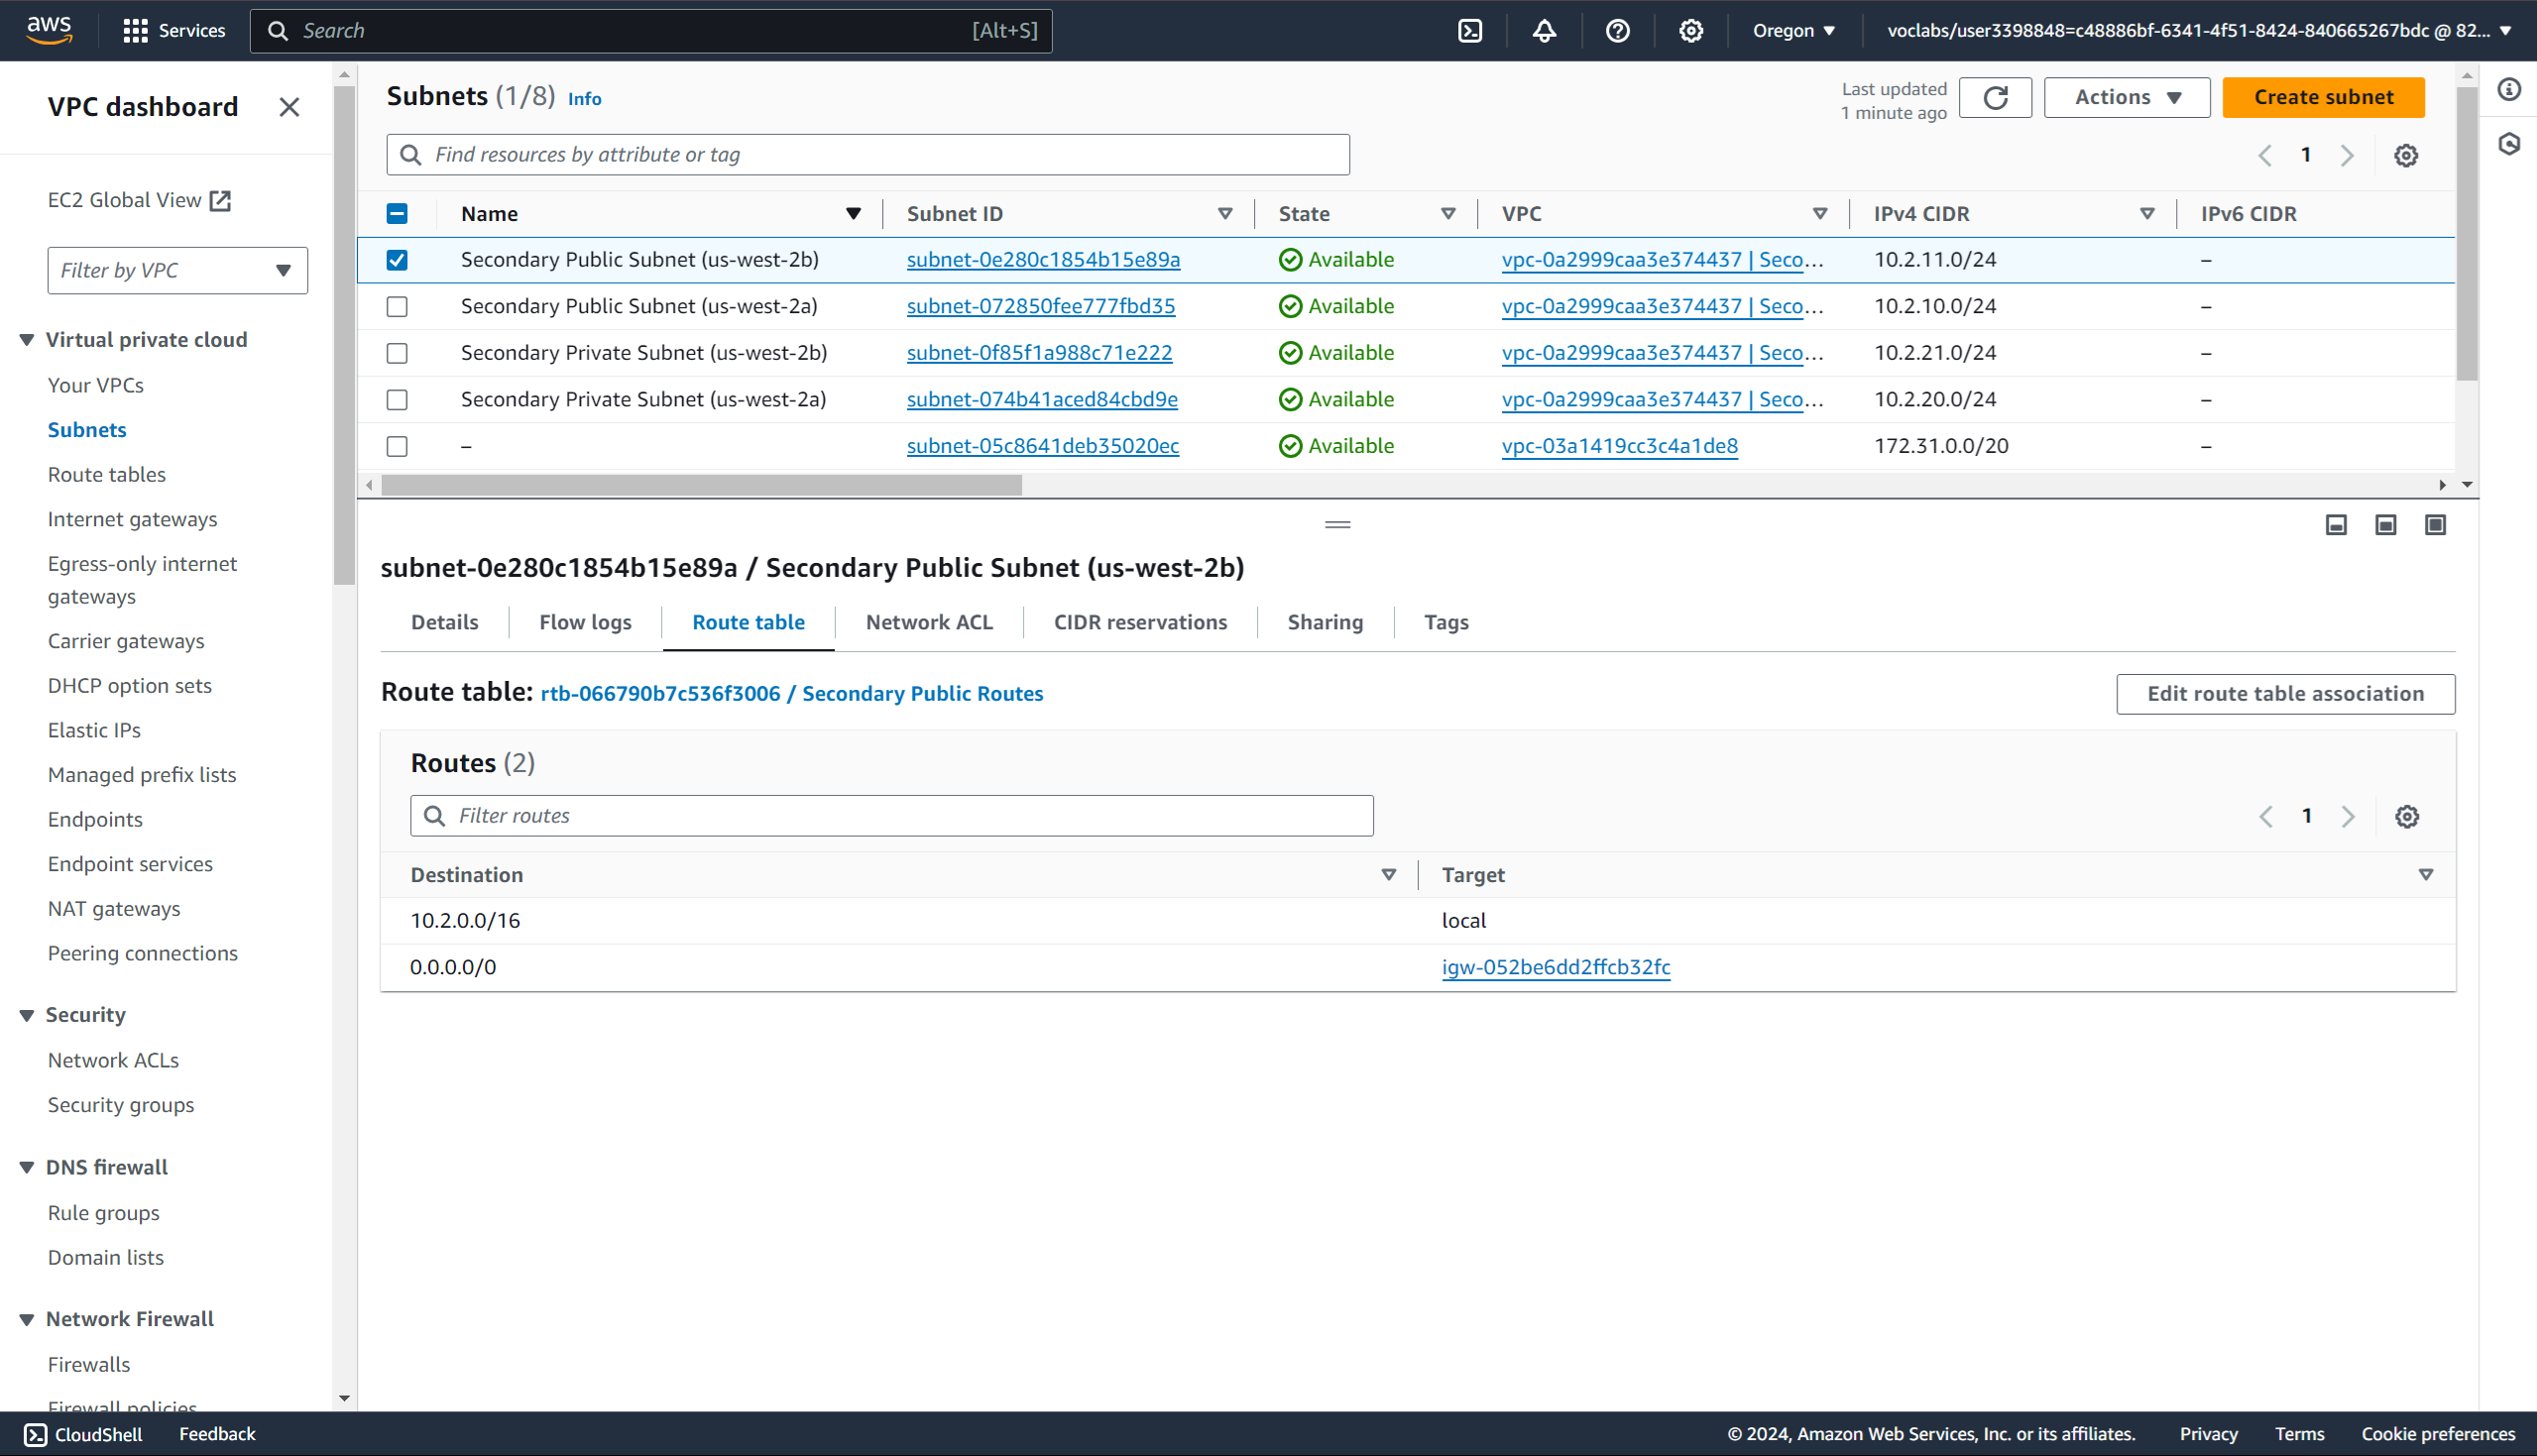 aws Services Search [Alt+S] Oregon voclabs/user3398848=c48886bf-6341-4f51-8424-840665267bdc @ 82...
VPC dashboard
EC2 Global View
Filter by VPC
Virtual private cloud
Your VPCs
Subnets
Route tables
Internet gateways
Egress-only internet
gateways
Carrier gateways
DHCP option sets
Elastic IPs
Managed prefix lists
Endpoints
Endpoint services
NAT gateways
Peering connections
Security
Network ACLs
Security groups
DNS firewall
Rule groups
Domain lists
Network Firewall
Firewalls
Firewall policies
Subnets (1/8) Info
Last updated
1 minute ago
Actions
Create subnet
Find resources by attribute or tag
1
Name Subnet ID State VPC IPv4 CIDR IPv6 CIDR
Secondary Public Subnet (us-west-2b) subnet-0e280c1854b15e89a Available vpc-0a2999caa3e374437 | Seco... 10.2.11.0/24 –
Secondary Public Subnet (us-west-2a) subnet-072850fee777fbd35 Available vpc-0a2999caa3e374437 | Seco... 10.2.10.0/24 –
Secondary Private Subnet (us-west-2b) subnet-0f85f1a988c71e222 Available vpc-0a2999caa3e374437 | Seco... 10.2.21.0/24 –
Secondary Private Subnet (us-west-2a) subnet-074b41aced84cbd9e Available vpc-0a2999caa3e374437 | Seco... 10.2.20.0/24 –
– subnet-05c8641deb35020ec Available vpc-03a1419cc3c4a1de8 172.31.0.0/20 –
subnet-0e280c1854b15e89a / Secondary Public Subnet (us-west-2b)
Details Flow logs Route table Network ACL CIDR reservations Sharing Tags
Route table: rtb-066790b7c536f3006 / Secondary Public Routes
Edit route table association
Routes (2)
Filter routes
1
Destination Target
10.2.0.0/16 local
0.0.0.0/0 igw-052be6dd2ffcb32fc
CloudShell Feedback © 2024, Amazon Web Services, Inc. or its affiliates. Privacy Terms Cookie preferences